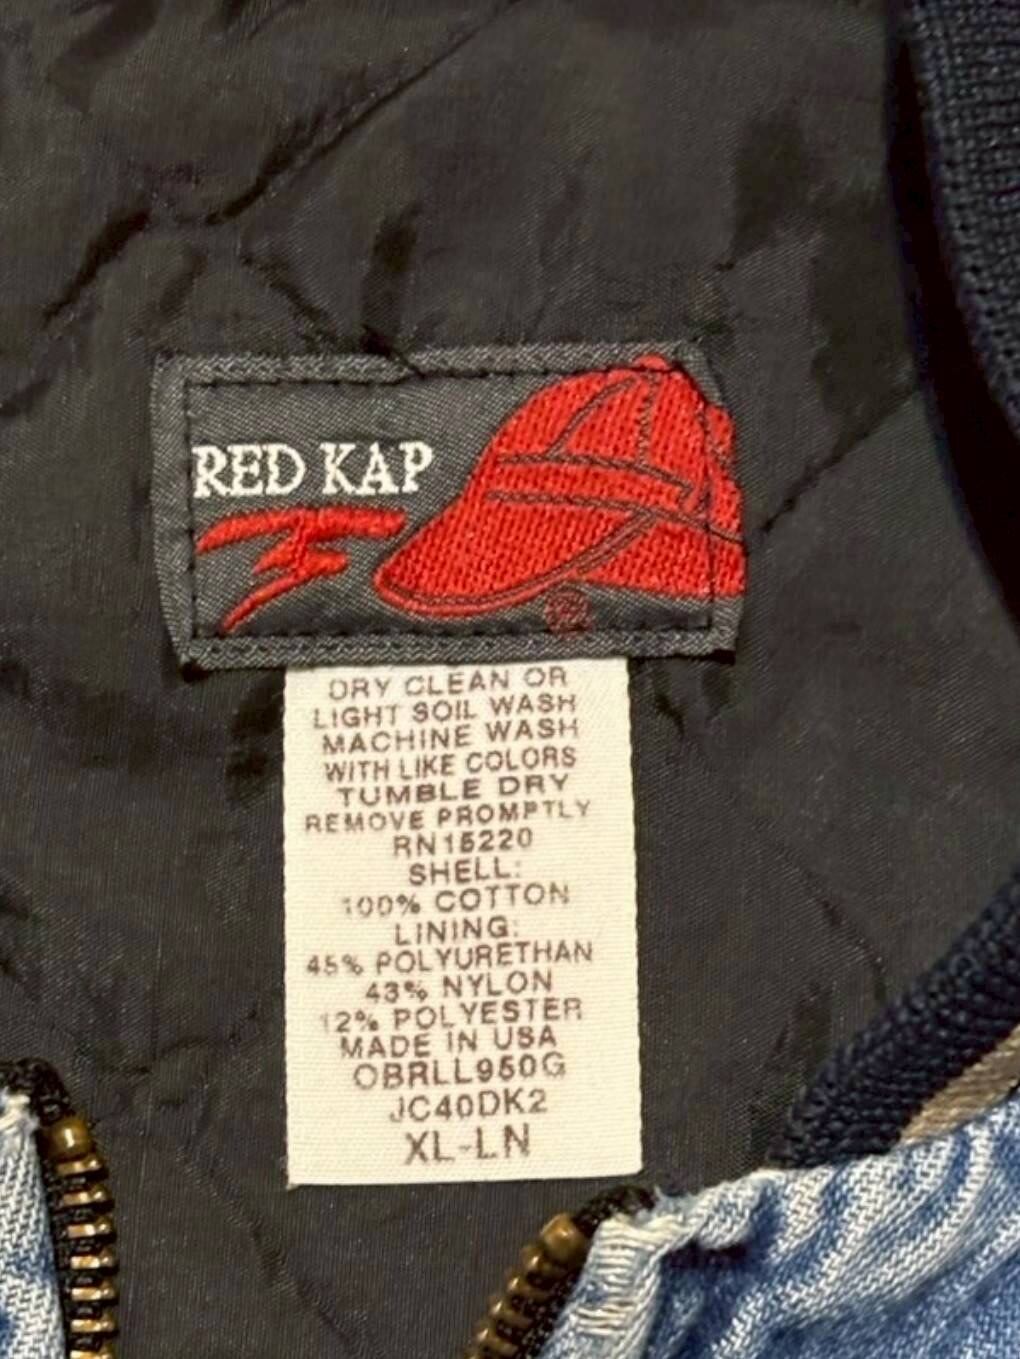 RED KAP
DRY CLEAN OR
LIGHT SOIL WASH
MACHINE WASH
WITH LIKE COLORS
TUMBLE DRY
REMOVE PROMPTLY
RN15220
SHELL:
100% COTTON
LINING:
45% POLYURETHAN
43% NYLON
12% POLYESTER
MADE IN USA
OBRLL950G
JC40DK2
XL-LN